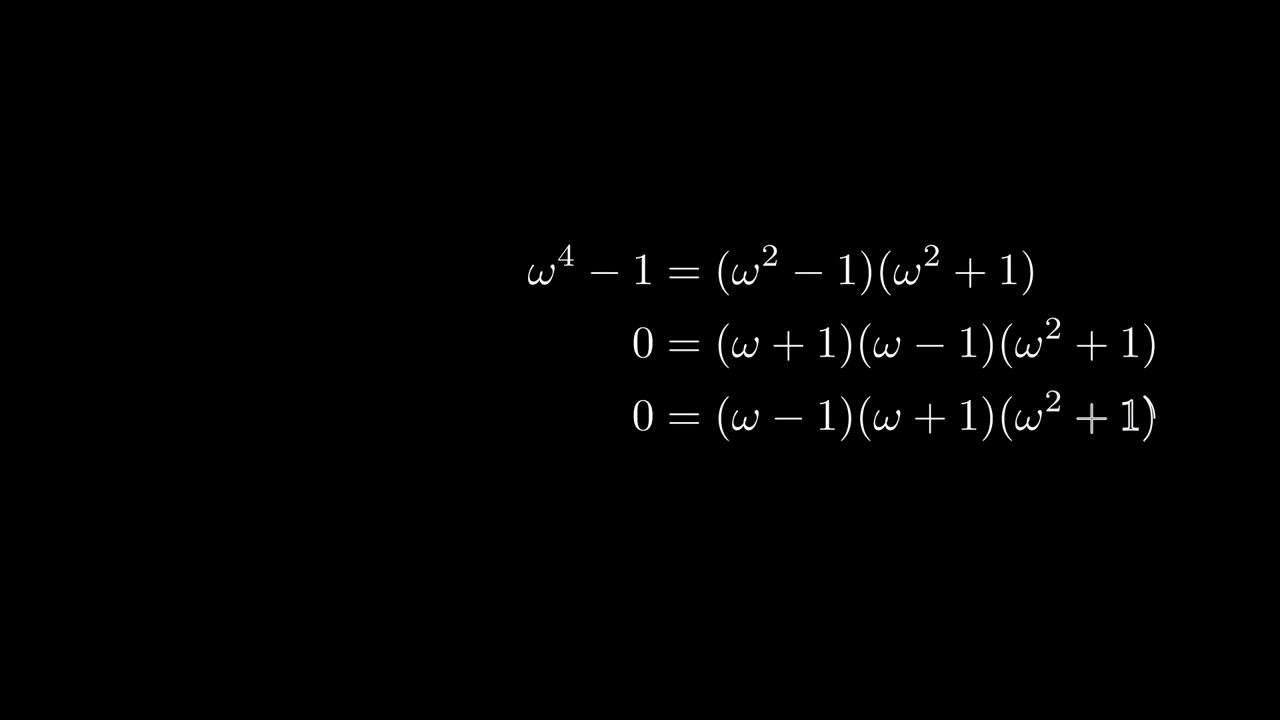 ω⁴ − 1 = (ω² − 1)(ω² + 1)
0 = (ω + 1)(ω − 1)(ω² + 1)
0 = (ω − 1)(ω + 1)(ω² + 1)